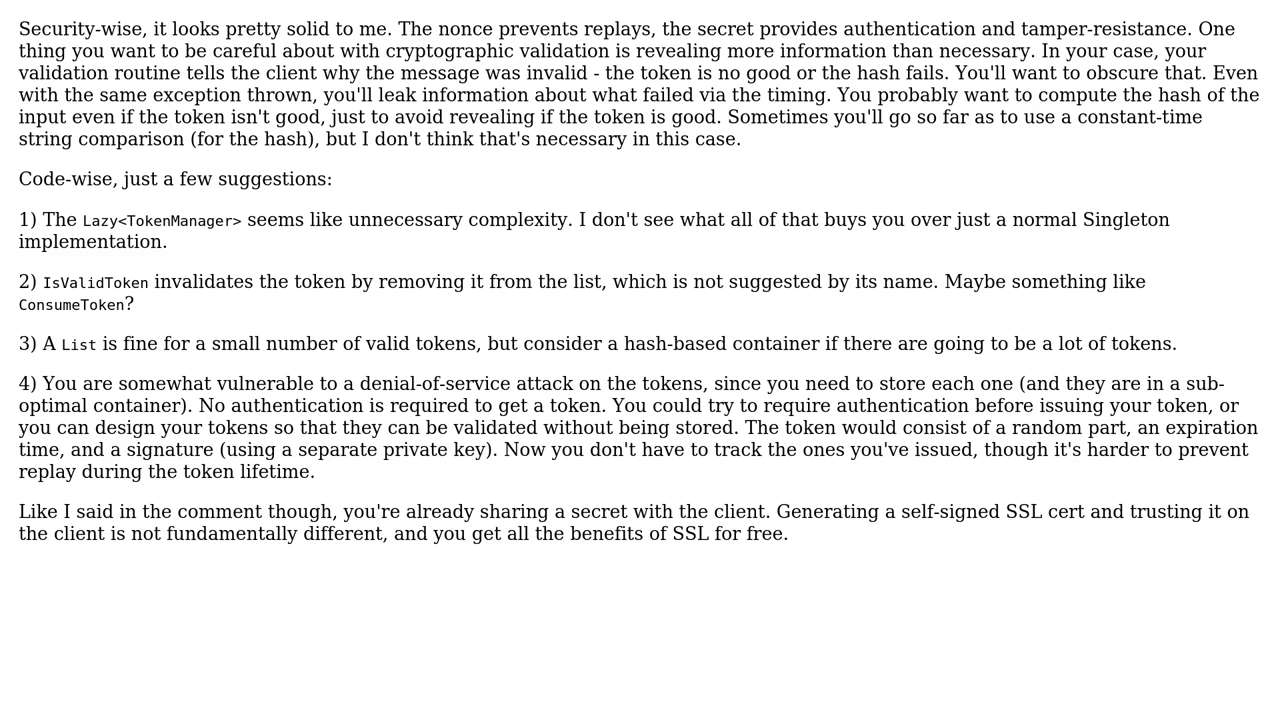 Security-wise, it looks pretty solid to me. The nonce prevents replays, the secret provides authentication and tamper-resistance. One
thing you want to be careful about with cryptographic validation is revealing more information than necessary. In your case, your
validation routine tells the client why the message was invalid - the token is no good or the hash fails. You'll want to obscure that. Even
with the same exception thrown, you'll leak information about what failed via the timing. You probably want to compute the hash of the
input even if the token isn't good, just to avoid revealing if the token is good. Sometimes you'll go so far as to use a constant-time
string comparison (for the hash), but I don't think that's necessary in this case.
Code-wise, just a few suggestions:
1) The Lazy<TokenManager> seems like unnecessary complexity. I don't see what all of that buys you over just a normal Singleton
implementation.
2) IsValidToken invalidates the token by removing it from the list, which is not suggested by its name. Maybe something like
ConsumeToken?
3) A List is fine for a small number of valid tokens, but consider a hash-based container if there are going to be a lot of tokens.
4) You are somewhat vulnerable to a denial-of-service attack on the tokens, since you need to store each one (and they are in a sub-
optimal container). No authentication is required to get a token. You could try to require authentication before issuing your token, or
you can design your tokens so that they can be validated without being stored. The token would consist of a random part, an expiration
time, and a signature (using a separate private key). Now you don't have to track the ones you've issued, though it's harder to prevent
replay during the token lifetime.
Like I said in the comment though, you're already sharing a secret with the client. Generating a self-signed SSL cert and trusting it on
the client is not fundamentally different, and you get all the benefits of SSL for free.